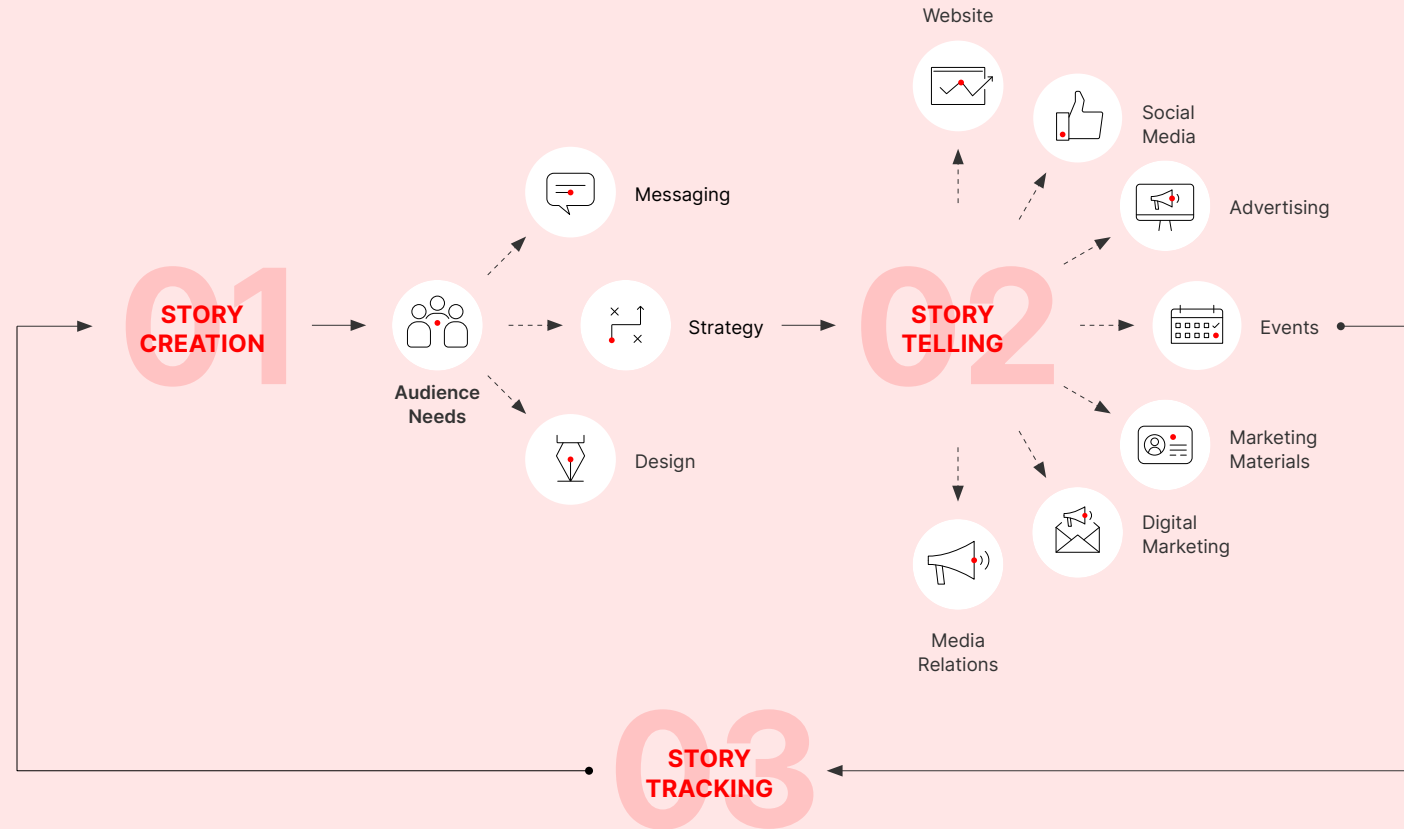 01
STORY
CREATION
Audience
Needs
Messaging
Strategy
Design
02
STORY
TELLING
Website
Social
Media
Advertising
Events
Marketing
Materials
Digital
Marketing
Media
Relations
03
STORY
TRACKING